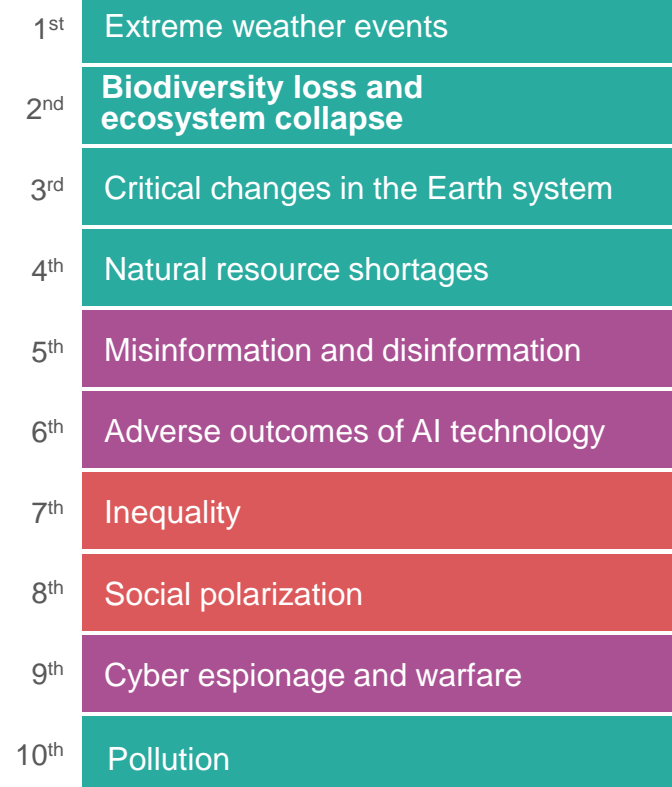 1st Extreme weather events
2nd Biodiversity loss and
ecosystem collapse
3rd Critical changes in the Earth system
4th Natural resource shortages
5th Misinformation and disinformation
6th Adverse outcomes of AI technology
7th Inequality
8th Social polarization
9th Cyber espionage and warfare
10th Pollution